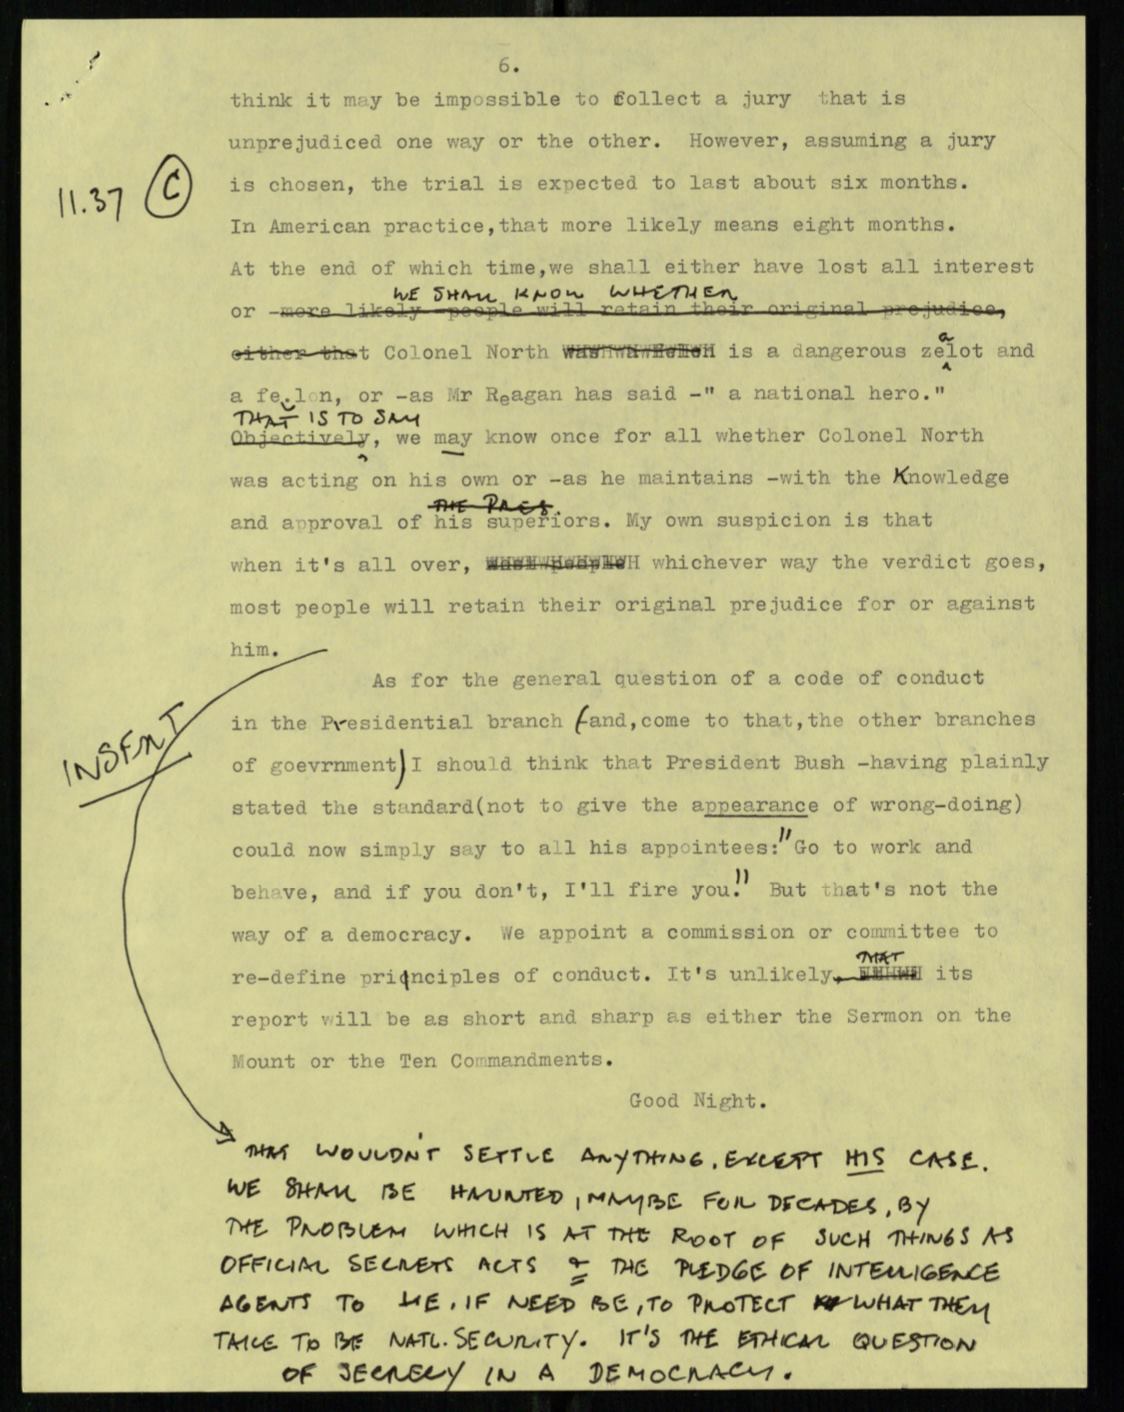 6.
think it may be impossible to follect a jury that is
unprejudiced one way or the other. However, assuming a jury
11.37 C
is chosen, the trial is expected to last about six months.
In American practice,that more likely means eight months.
At the end of which time,we shall either have lost all interest
WE SHALL KNOW WHETHER
or -more likely -people will retain their original prejudice,
either that Colonel North is a dangerous zealot and
a fe.lon, or -as Mr Reagan has said -" a national hero."
THAT IS TO SAY
Objectively, we may know once for all whether Colonel North
was acting on his own or -as he maintains -with the Knowledge
THE PRES.
and approval of his superiors. My own suspicion is that
when it's all over, whichever way the verdict goes,
most people will retain their original prejudice for or against
him.
INSERT
As for the general question of a code of conduct
in the Presidential branch (and,come to that,the other branches
of goevrnment) I should think that President Bush -having plainly
stated the standard(not to give the appearance of wrong-doing)
could now simply say to all his appointees:"Go to work and
behave, and if you don't, I'll fire you." But that's not the
way of a democracy. We appoint a commission or committee to
THAT
re-define principles of conduct. It's unlikely, its
report will be as short and sharp as either the Sermon on the
Mount or the Ten Commandments.
Good Night.
THAT WOULDN'T SETTLE ANYTHING, EXCEPT HIS CASE.
WE SHALL BE HAUNTED, MAYBE FOR DECADES, BY
THE PROBLEM WHICH IS AT THE ROOT OF SUCH THINGS AS
OFFICIAL SECRETS ACTS & THE PLEDGE OF INTELLIGENCE
AGENTS TO LIE, IF NEED BE, TO PROTECT WHAT THEY
TAKE TO BE NATL. SECURITY. IT'S THE ETHICAL QUESTION
OF SECRECY IN A DEMOCRACY.